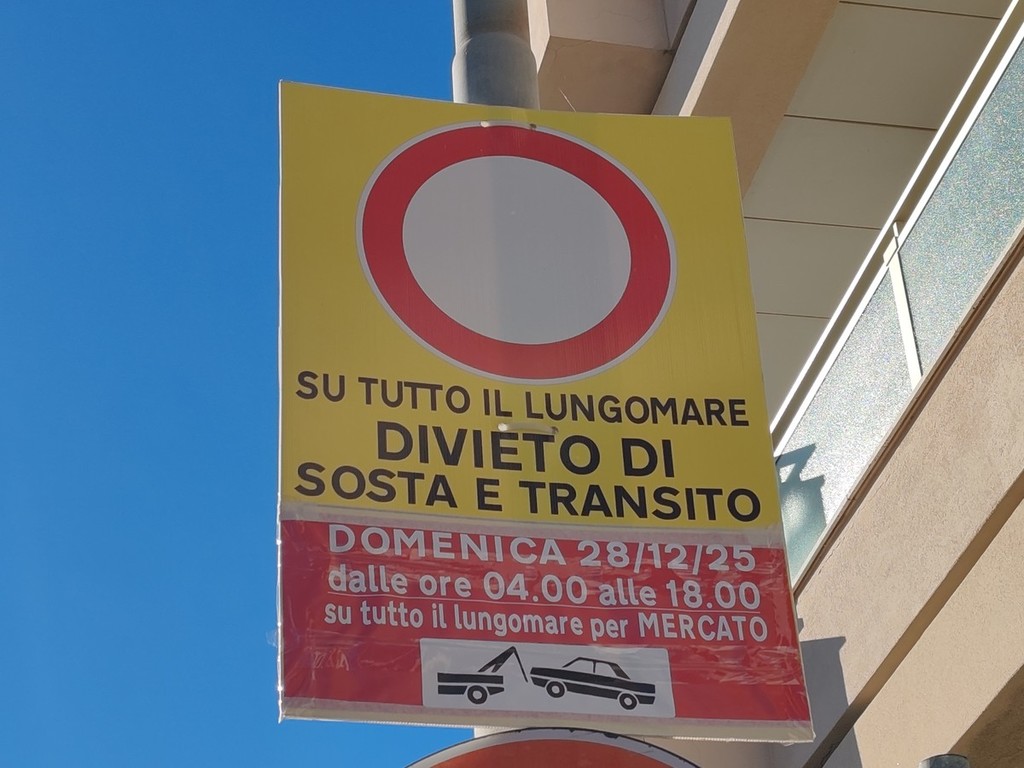 SU TUTTO IL LUNGOMARE
DIVIETO DI
SOSTA E TRANSITO
DOMENICA 28/12/25
dalle ore 04.00 alle 18.00
su tutto il lungomare per MERCATO